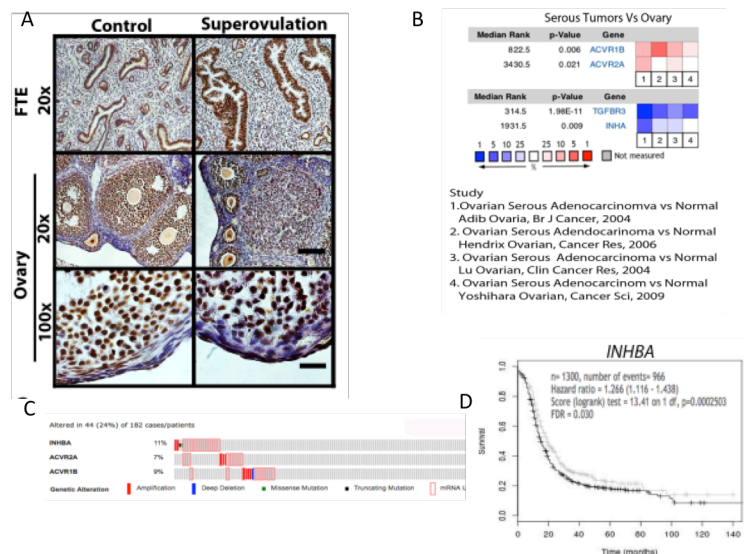 A
Control
Superovulation
FTE
20x
Ovary
20x
100x
B
Serous Tumors Vs Ovary
Median Rank p-Value Gene
822.5 0.006 ACVR1B
3430.5 0.021 ACVR2A
1 2 3 4
Median Rank p-Value Gene
314.5 1.98E-11 TGFBR3
1931.5 0.009 INHA
1 2 3 4
1 5 10 25 25 10 5 1
%
Not measured
Study
1.Ovarian Serous Adenocarcinomva vs Normal
Adib Ovaria, Br J Cancer, 2004
2. Ovarian Serous Adendocarinoma vs Normal
Hendrix Ovarian, Cancer Res, 2006
3. Ovarian Serous Adenocarcinoma vs Normal
Lu Ovarian, Clin Cancer Res, 2004
4. Ovarian Serous Adenocarcinom vs Normal
Yoshihara Ovarian, Cancer Sci, 2009
C
Altered in 44 (24%) of 182 cases/patients
INHBA 11%
ACVR2A 7%
ACVR1B 9%
Genetic Alteration Amplification Deep Deletion Missense Mutation Truncating Mutation mRNA U
D
INHBA
n= 1300, number of events= 966
Hazard ratio = 1.266 (1.116 - 1.438)
Score (logrank) test = 13.41 on 1 df, p=0.0002503
FDR = 0.030
Survival
1.0
0.8
0.6
0.4
0.2
0.0
0 20 40 60 80 100 120 140
Time (months)